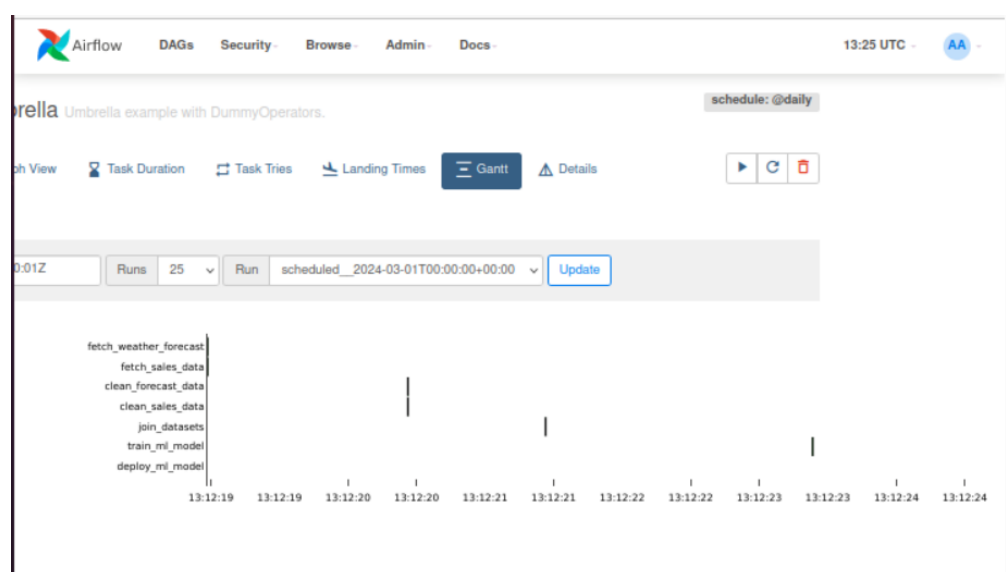 Airflow DAGs Security Browse Admin Docs 13:25 UTC AA
rella Umbrella example with DummyOperators. schedule: @daily
ph View Task Duration Task Tries Landing Times Gantt Details
0:01Z Runs 25 Run scheduled__2024-03-01T00:00:00+00:00 Update
fetch_weather_forecast
fetch_sales_data
clean_forecast_data
clean_sales_data
join_datasets
train_ml_model
deploy_ml_model
13:12:19 13:12:19 13:12:20 13:12:20 13:12:21 13:12:21 13:12:22 13:12:22 13:12:23 13:12:23 13:12:24 13:12:24